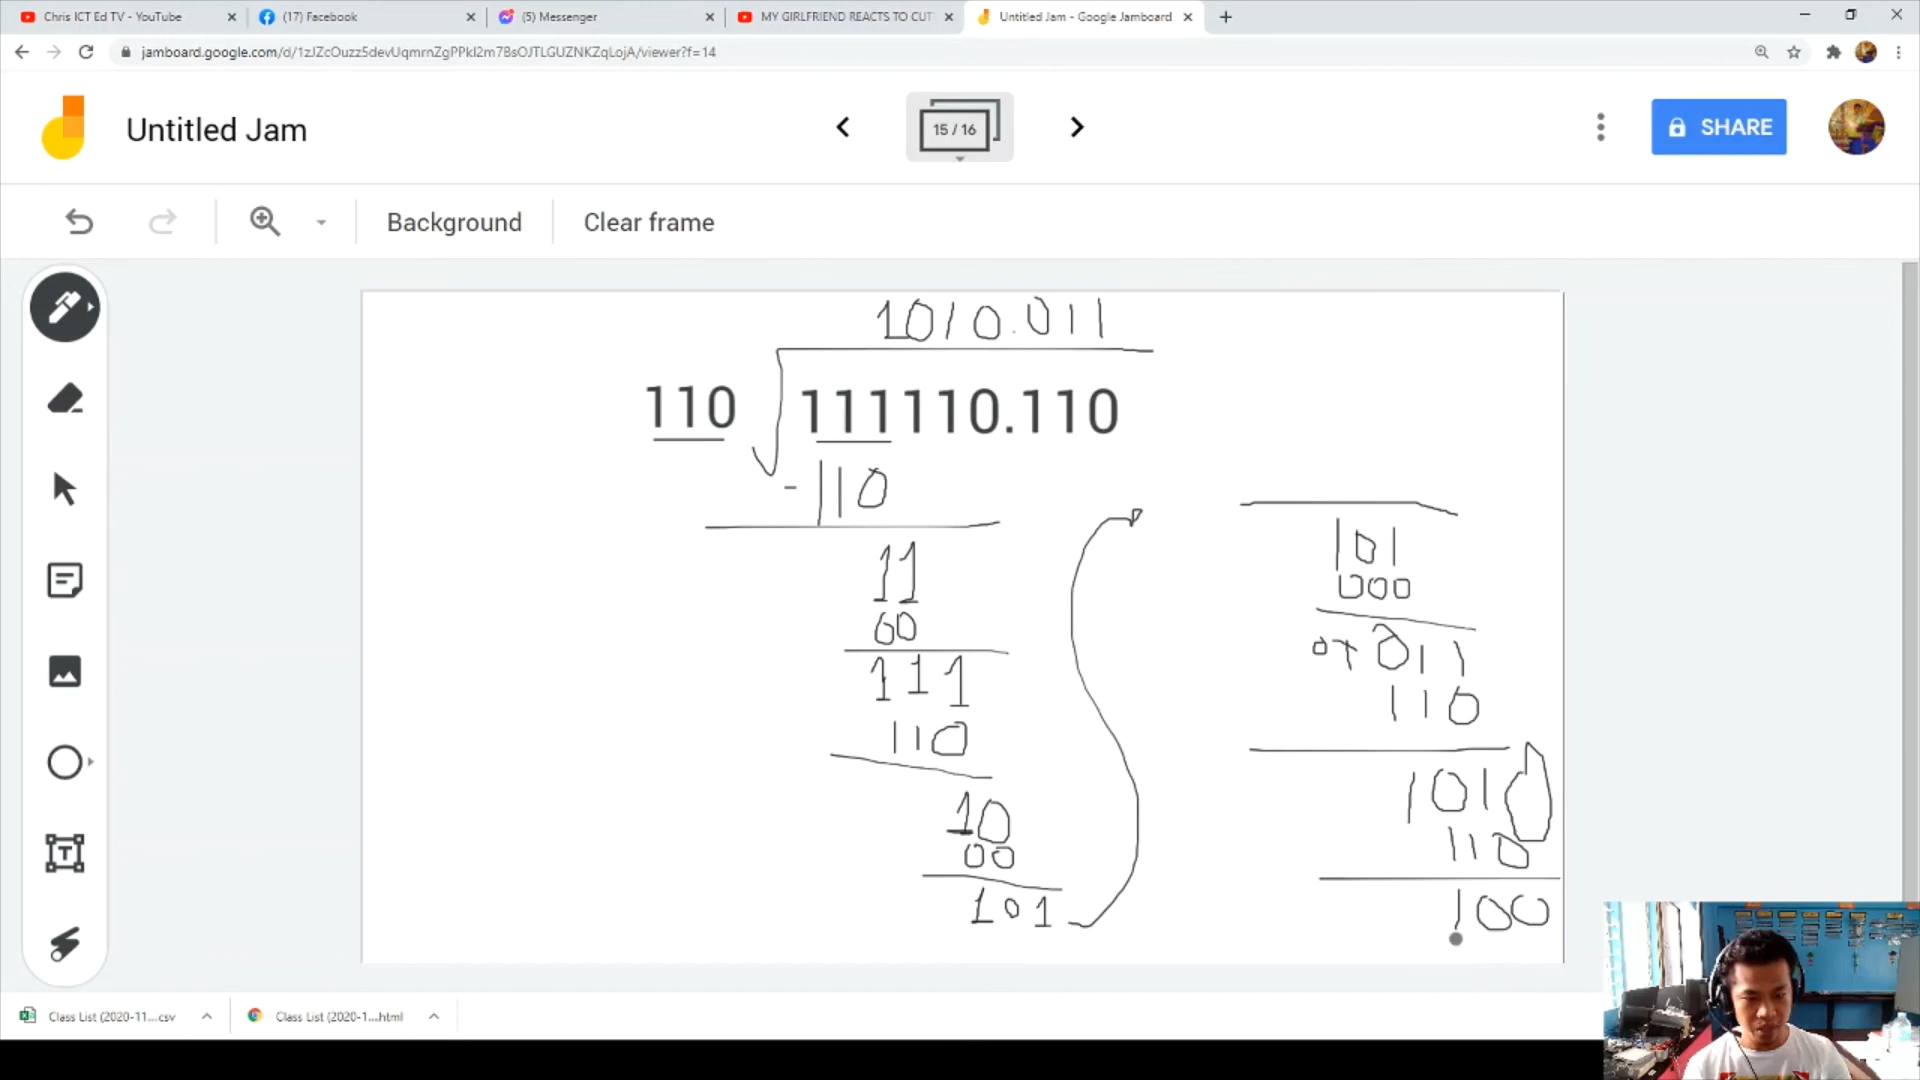 Chris ICT Ed TV - YouTube
(17) Facebook
(5) Messenger
MY GIRLFRIEND REACTS TO CUT
Untitled Jam - Google Jamboard
jamboard.google.com/d/1zJZcOuzz5devUqmrnZgPPkI2m7BsOJTLGUZNKZqLojA/viewer?f=14
Untitled Jam
15 / 16
SHARE
Background
Clear frame
1010.011
110
111110.110
-110
11
00
111
110
10
00
101
101
000
1011
110
1010
110
100
Class List (2020-11....csv
Class List (2020-1....html